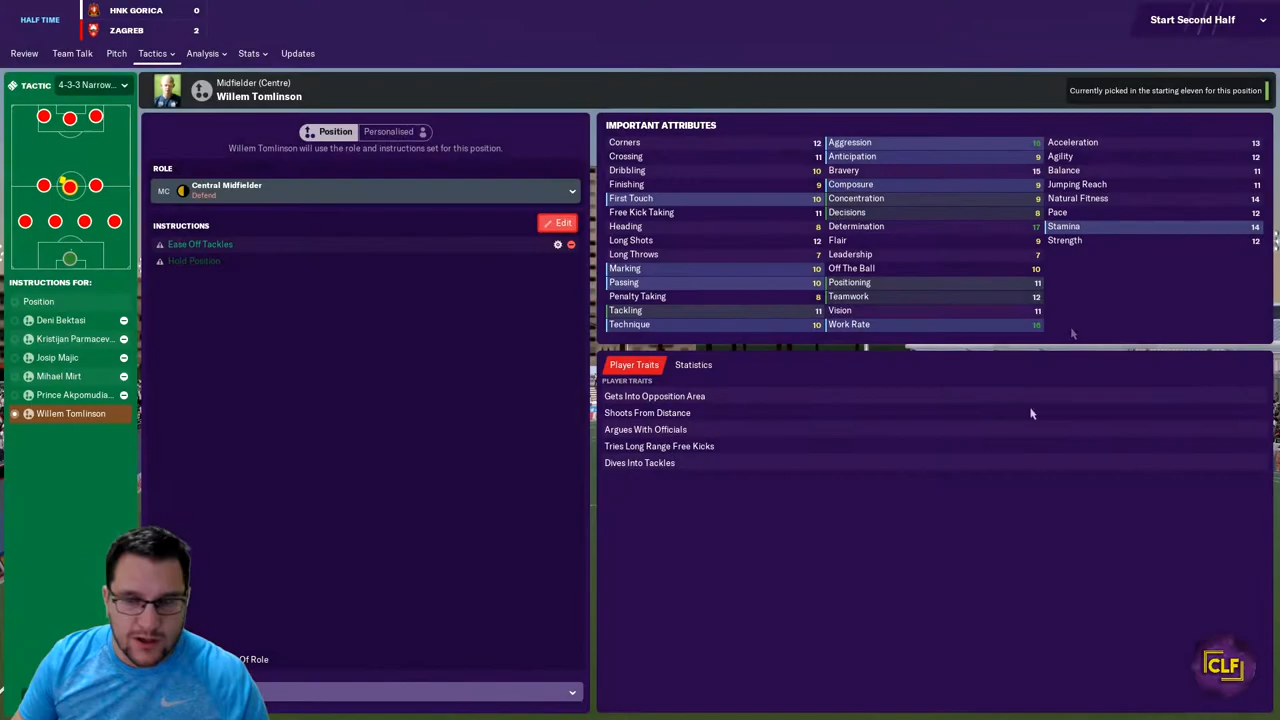 HALF TIME
HNK GORICA 0
ZAGREB 2
Start Second Half
Review Team Talk Pitch Tactics Analysis Stats Updates
TACTIC 4-3-3 Narrow...
Midfielder (Centre)
Willem Tomlinson
Currently picked in the starting eleven for this position
Position Personalised
Willem Tomlinson will use the role and instruction set for this position.
ROLE
MC Central Midfielder
Defend
INSTRUCTIONS Edit
Ease Off Tackles
Hold Position
Of Role
INSTRUCTIONS FOR:
Position
Deni Bektasi
Kristijan Parmacev...
Josip Majic
Mihael Mirt
Prince Akpomudia...
Willem Tomlinson
IMPORTANT ATTRIBUTES
Corners 12 Aggression Acceleration 13
Crossing 11 Anticipation 9 Agility 12
Dribbling 10 Bravery 15 Balance 11
Finishing 9 Composure 9 Jumping Reach 11
First Touch 10 Concentration 9 Natural Fitness 14
Free Kick Taking 11 Decisions 8 Pace 12
Heading 8 Determination 17 Stamina 14
Long Shots 12 Flair 9 Strength 12
Long Throws 7 Leadership 7
Marking 10 Off The Ball 10
Passing 10 Positioning 11
Penalty Taking 8 Teamwork 12
Tackling 11 Vision 11
Technique 10 Work Rate
Player Traits Statistics
PLAYER TRAITS
Gets Into Opposition Area
Shoots From Distance
Argues With Officials
Tries Long Range Free Kicks
Dives Into Tackles
CLF